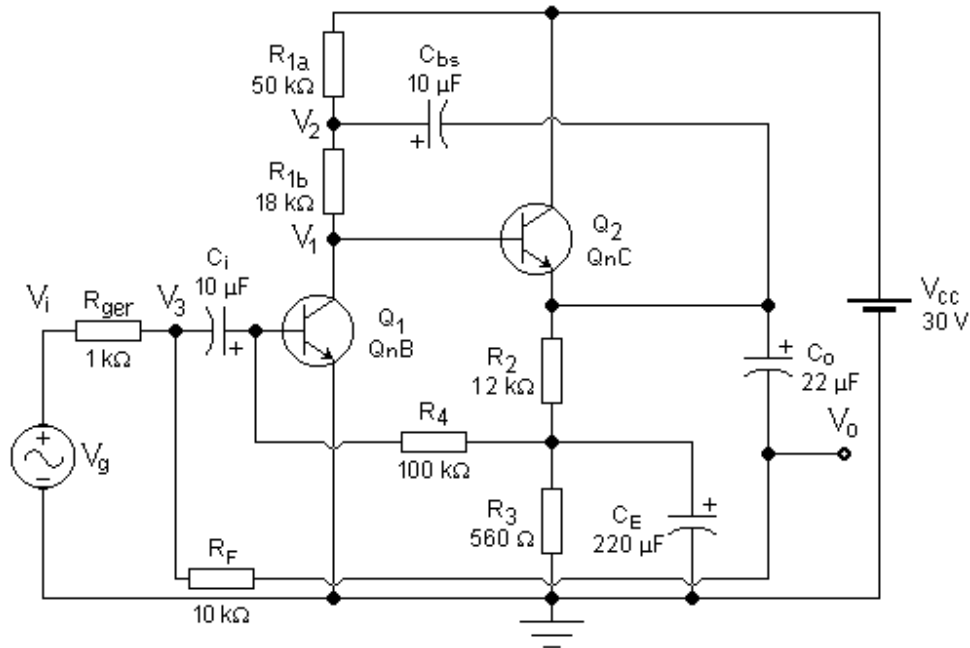 R1a
50 kΩ
Cbs
10 µF
+
V2
R1b
18 kΩ
V1
Q2
QnC
Ci
10 µF
+
Vi
Rger
1 kΩ
V3
Q1
QnB
VCC
30 V
R2
12 kΩ
+
Co
22 µF
Vo
R4
100 kΩ
+
−
Vg
R3
560 Ω
CE
220 µF
+
RF
10 kΩ